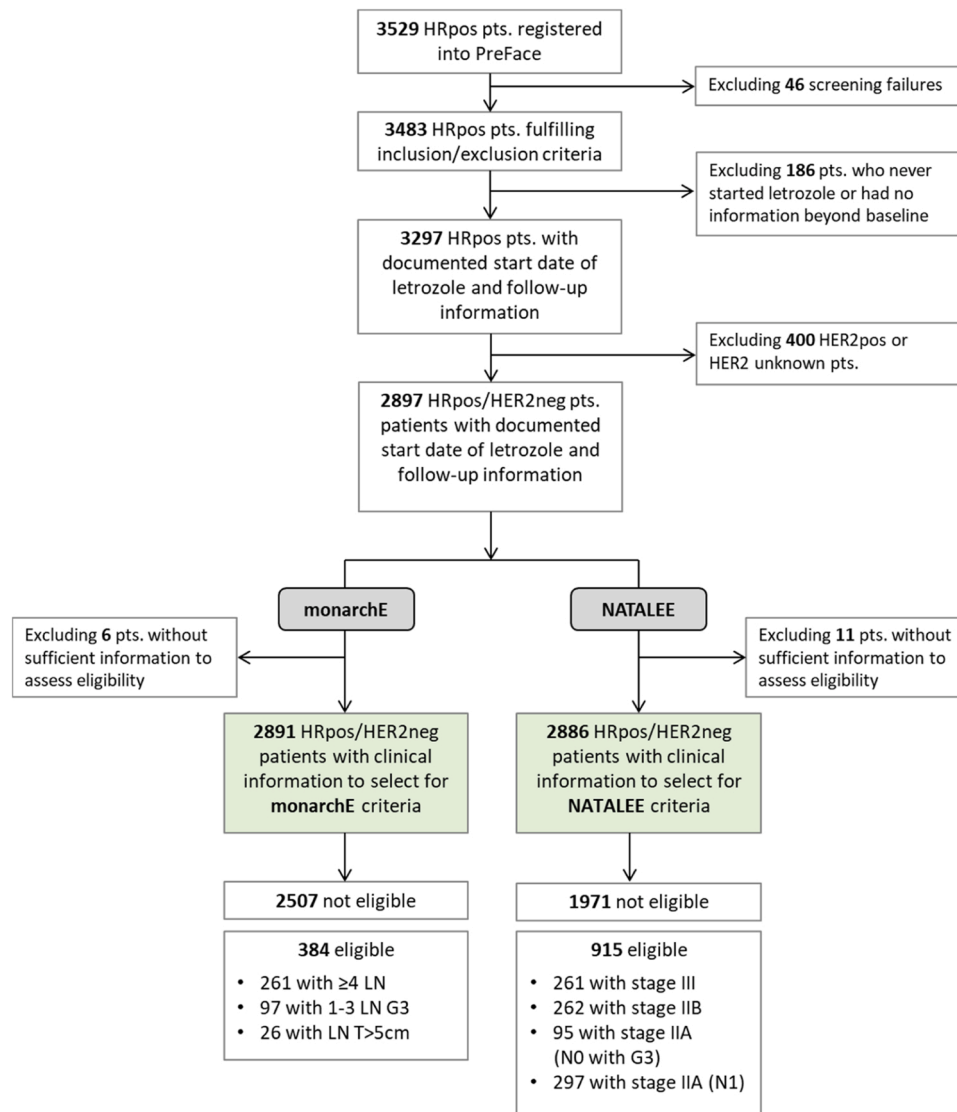 3529 HRpos pts. registered
into PreFace
Excluding 46 screening failures
3483 HRpos pts. fulfilling
inclusion/exclusion criteria
Excluding 186 pts. who never
started letrozole or had no
information beyond baseline
3297 HRpos pts. with
documented start date of
letrozole and follow-up
information
Excluding 400 HER2pos or
HER2 unknown pts.
2897 HRpos/HER2neg pts.
patients with documented
start date of letrozole and
follow-up information
monarchE
NATALEE
Excluding 6 pts. without
sufficient information to
assess eligibility
Excluding 11 pts. without
sufficient information to
assess eligibility
2891 HRpos/HER2neg
patients with clinical
information to select for
monarchE criteria
2886 HRpos/HER2neg
patients with clinical
information to select for
NATALEE criteria
2507 not eligible
1971 not eligible
384 eligible
• 261 with ≥4 LN
• 97 with 1-3 LN G3
• 26 with LN T>5cm
915 eligible
• 261 with stage III
• 262 with stage IIB
• 95 with stage IIA
(N0 with G3)
• 297 with stage IIA (N1)